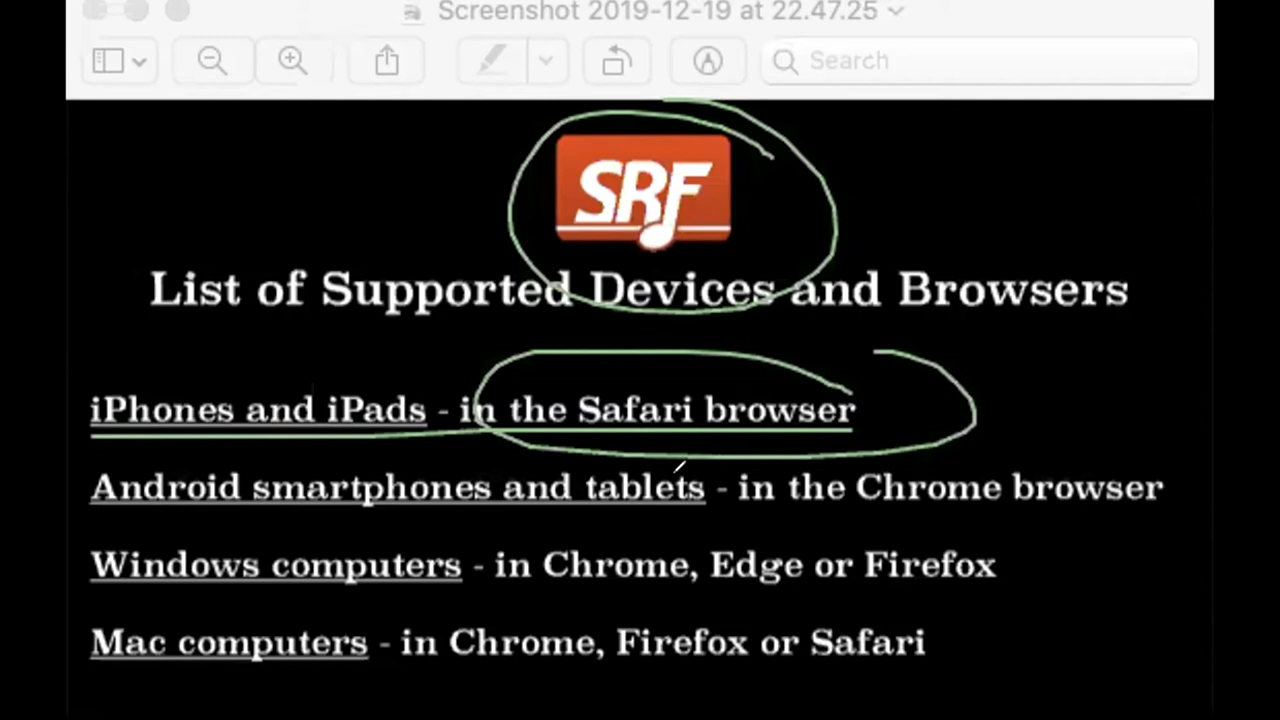 Screenshot 2019-12-19 at 22.47.25
Search
SRF
List of Supported Devices and Browsers
iPhones and iPads - in the Safari browser
Android smartphones and tablets - in the Chrome browser
Windows computers - in Chrome, Edge or Firefox
Mac computers - in Chrome, Firefox or Safari